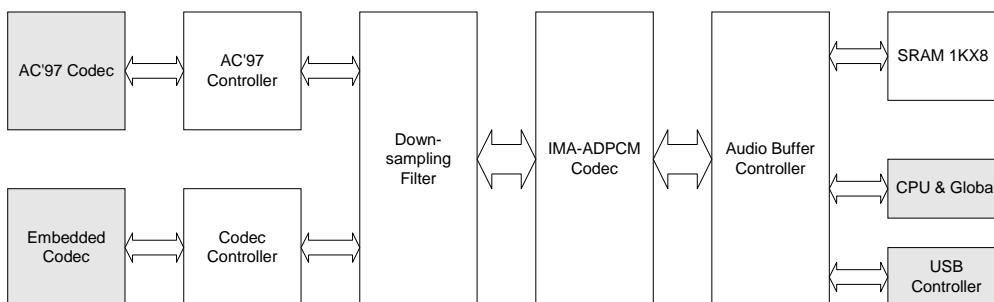 AC'97 Codec
AC'97
Controller
Down-
sampling
Filter
IMA-ADPCM
Codec
Audio Buffer
Controller
SRAM 1KX8
CPU & Global
Embedded
Codec
Codec
Controller
USB
Controller